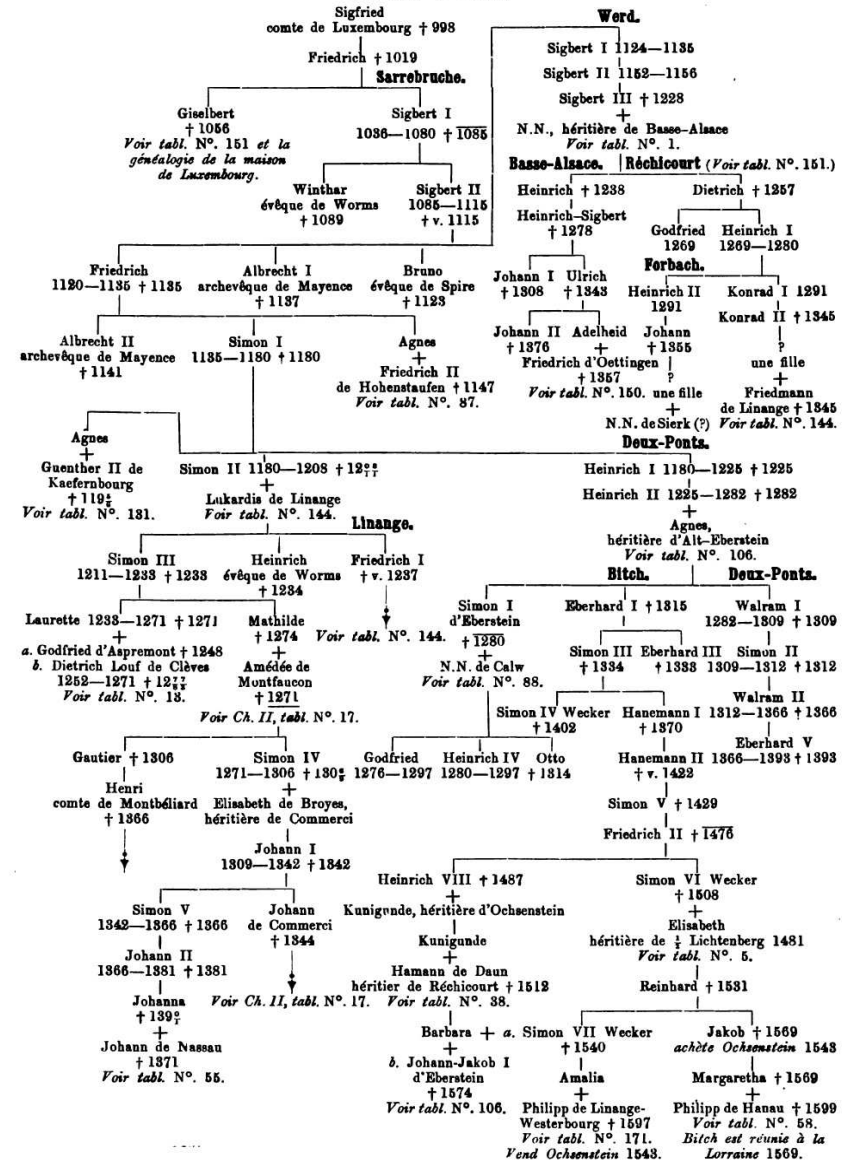 Sigfried
comte de Luxembourg † 998
Friedrich † 1019
Sarrebruche.
Werd.
Sigbert I 1124—1135
Sigbert II 1152—1156
Sigbert III † 1228
+
N.N., héritière de Basse-Alsace
Voir tabl. Nº. 1.
Giselbert
† 1056
Voir tabl. Nº. 151 et la
généalogie de la maison
de Luxembourg.
Sigbert I
1036—1080 † 1085
Winthar
évêque de Worms
† 1089
Sigbert II
1085—1115
† v. 1115
Basse-Alsace.
Réchicourt (Voir tabl. Nº. 151.)
Heinrich † 1238
Dietrich † 1257
Heinrich-Sigbert
† 1278
Godfried
1269
Heinrich I
1269—1280
Forbach.
Friedrich
1120—1135 † 1135
Albrecht I
archevêque de Mayence
† 1137
Bruno
évêque de Spire
† 1123
Johann I
† 1308
Ulrich
† 1343
Heinrich II
1291
Konrad I 1291
Konrad II † 1345
Albrecht II
archevêque de Mayence
† 1141
Simon I
1135—1180 † 1180
Agnes
+
Friedrich II
de Hohenstaufen † 1147
Voir tabl. Nº. 87.
Johann II
† 1376
Adelheid
+
Friedrich d'Oettingen
† 1357
Voir tabl. Nº. 150.
Johann
† 1355
?
une fille
+
N.N. de Sierk (?)
?
une fille
+
Friedmann
de Linange † 1345
Voir tabl. Nº. 144.
Deux-Ponts.
Agnes
+
Guenther II de
Kaefernbourg
Voir tabl. Nº. 131.
Simon II 1180—1208
+
Lukardis de Linange
Voir tabl. Nº. 144.
Heinrich I 1180—1225 † 1225
Heinrich II 1225—1282 † 1282
+
Agnes,
héritière d'Alt-Eberstein
Voir tabl. Nº. 106.
Linange.
Simon III
1211—1233 † 1233
Heinrich
évêque de Worms
† 1234
Friedrich I
† v. 1237
Voir tabl. Nº. 144.
Bitch.
Deux-Ponts.
Laurette 1233—1271 † 1271
+
a. Godfried d'Aspremont † 1248
b. Dietrich Louf de Clèves
1252—1271
Voir tabl. Nº. 13.
Mathilde
† 1274
+
Amédée de
Montfaucon
† 1271
Voir Ch. II, tabl. Nº. 17.
Simon I
d'Eberstein
† 1280
+
N.N. de Calw
Voir tabl. Nº. 88.
Eberhard I † 1315
Walram I
1282—1309 † 1309
Simon III
† 1334
Eberhard III
† 1333
Simon II
1309—1312 † 1312
Simon IV Wecker
† 1402
Hanemann I
† 1370
Walram II
1312—1366 † 1366
Gautier † 1306
Henri
comte de Montbéliard
† 1366
Simon IV
1271—1306
+
Elisabeth de Broyes,
héritière de Commerci
Godfried
1276—1297
Heinrich IV
1280—1297
Otto
† 1314
Hanemann II
† v. 1422
Eberhard V
1366—1393 † 1393
Simon V † 1429
Friedrich II † 1476
Johann I
1309—1342 † 1342
Heinrich VIII † 1487
+
Kunigunde, héritière d'Ochsenstein
Simon VI Wecker
† 1508
+
Elisabeth
héritière de ½ Lichtenberg 1481
Voir tabl. Nº. 5.
Simon V
1342—1366 † 1366
Johann
de Commerci
† 1344
Voir Ch. II, tabl. Nº. 17.
Johann II
1366—1381 † 1381
Kunigunde
+
Hamann de Daun
héritier de Réchicourt † 1512
Voir tabl. Nº. 38.
Reinhard † 1531
Johanna
+
Johann de Nassau
† 1371
Voir tabl. Nº. 55.
Barbara + a. Simon VII Wecker
† 1540
+
b. Johann-Jakob I
d'Eberstein
† 1574
Voir tabl. Nº. 106.
Amalia
+
Philipp de Linange-
Westerbourg † 1597
Voir tabl. Nº. 171.
Vend Ochsenstein 1543.
Jakob † 1569
achète Ochsenstein 1543
Margaretha † 1569
+
Philipp de Hanau † 1599
Voir tabl. Nº. 58.
Bitch est réunie à la
Lorraine 1569.